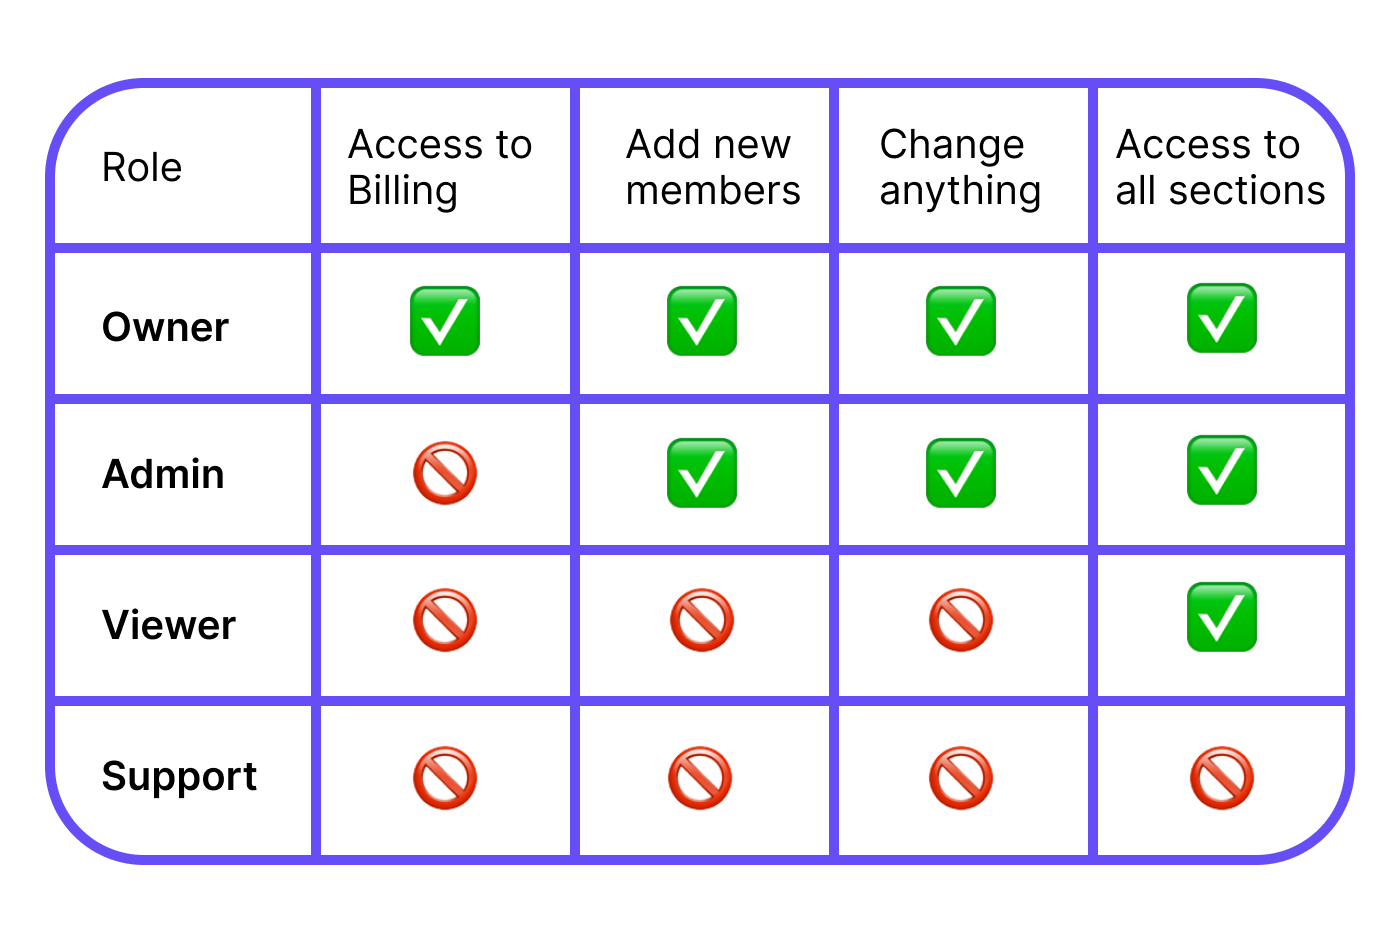 Role
Access to
Billing
Add new
members
Change
anything
Access to
all sections
Owner
Admin
Viewer
Support